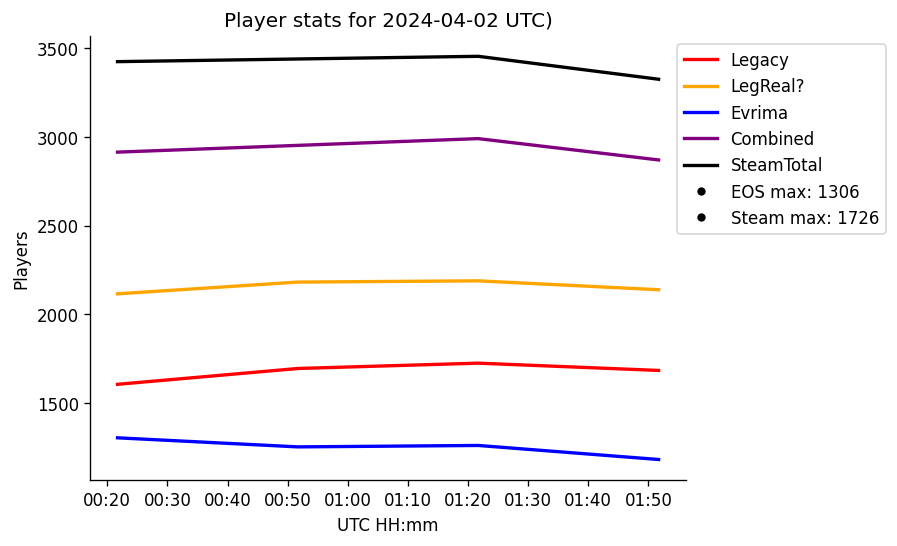 Player stats for 2024-04-02 UTC)
3500
3000
2500
2000
1500
Players
00:20 00:30 00:40 00:50 01:00 01:10 01:20 01:30 01:40 01:50
UTC HH:mm
Legacy
LegReal?
Evrima
Combined
SteamTotal
EOS max: 1306
Steam max: 1726